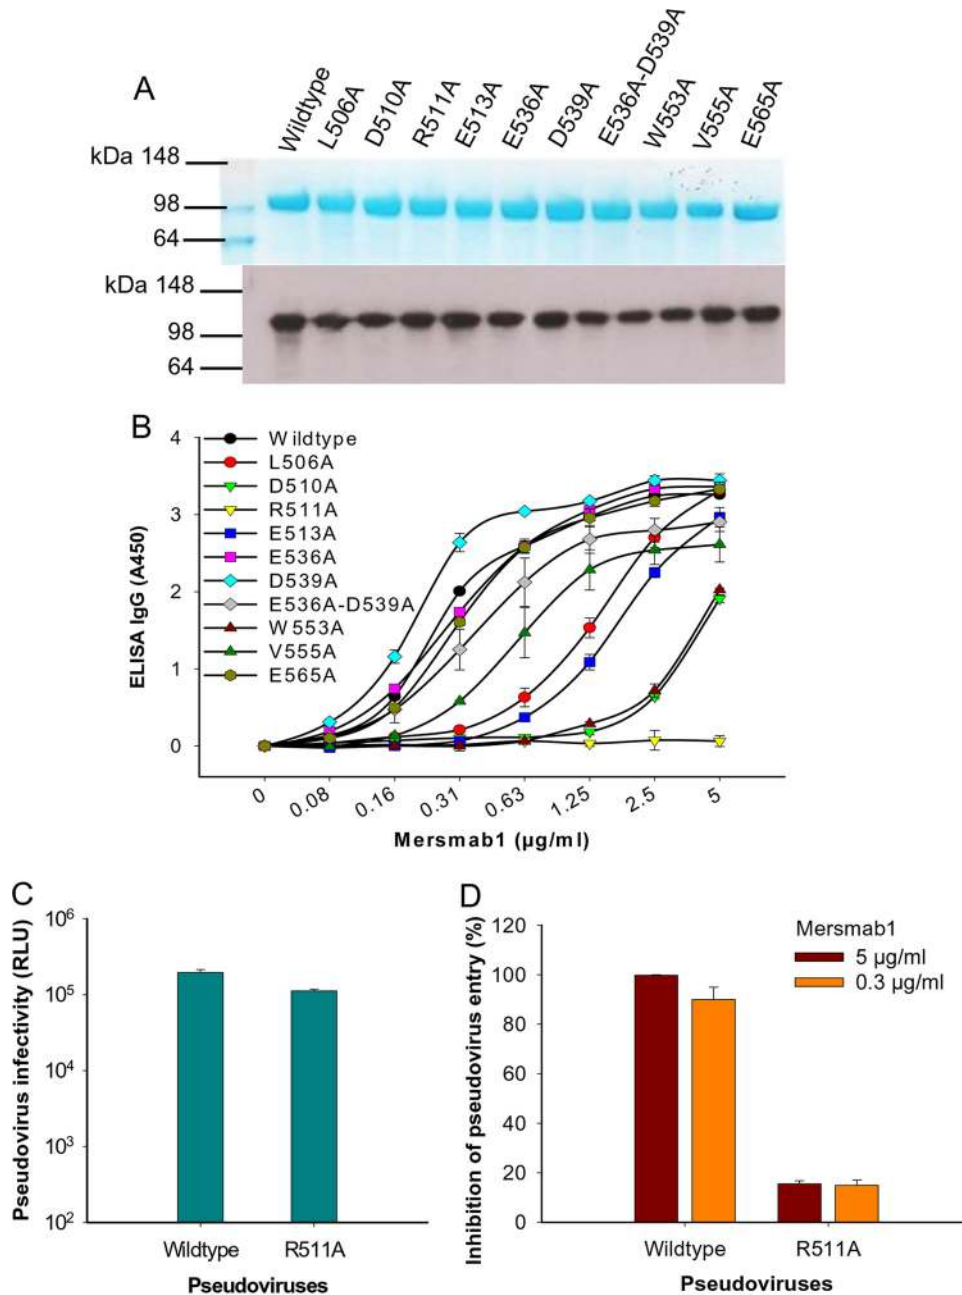 A
Wildtype
L506A
D510A
R511A
E513A
E536A
D539A
E536A-D539A
W553A
V555A
E565A
kDa 148
98
64
kDa 148
98
64
B
Wildtype
L506A
D510A
R511A
E513A
E536A
D539A
E536A-D539A
W553A
V555A
E565A
ELISA IgG (A450)
4
3
2
1
0
0 0.08 0.16 0.31 0.63 1.25 2.5 5
Mersmab1 (µg/ml)
C
Pseudovirus infectivity (RLU)
10⁶
10⁵
10⁴
10³
10²
Wildtype R511A
Pseudoviruses
D
Inhibition of pseudovirus entry (%)
120
100
80
60
40
20
0
Mersmab1
5 µg/ml
0.3 µg/ml
Wildtype R511A
Pseudoviruses